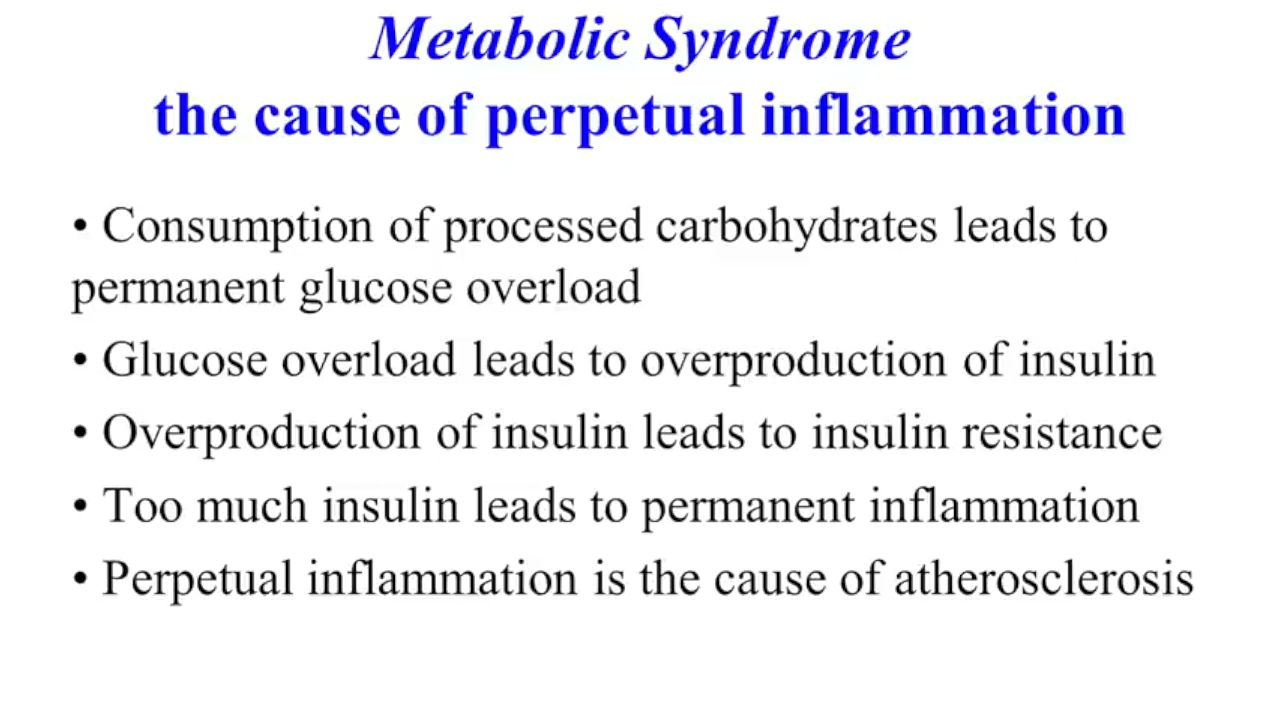 Metabolic Syndrome
the cause of perpetual inflammation
• Consumption of processed carbohydrates leads to
permanent glucose overload
• Glucose overload leads to overproduction of insulin
• Overproduction of insulin leads to insulin resistance
• Too much insulin leads to permanent inflammation
• Perpetual inflammation is the cause of atherosclerosis